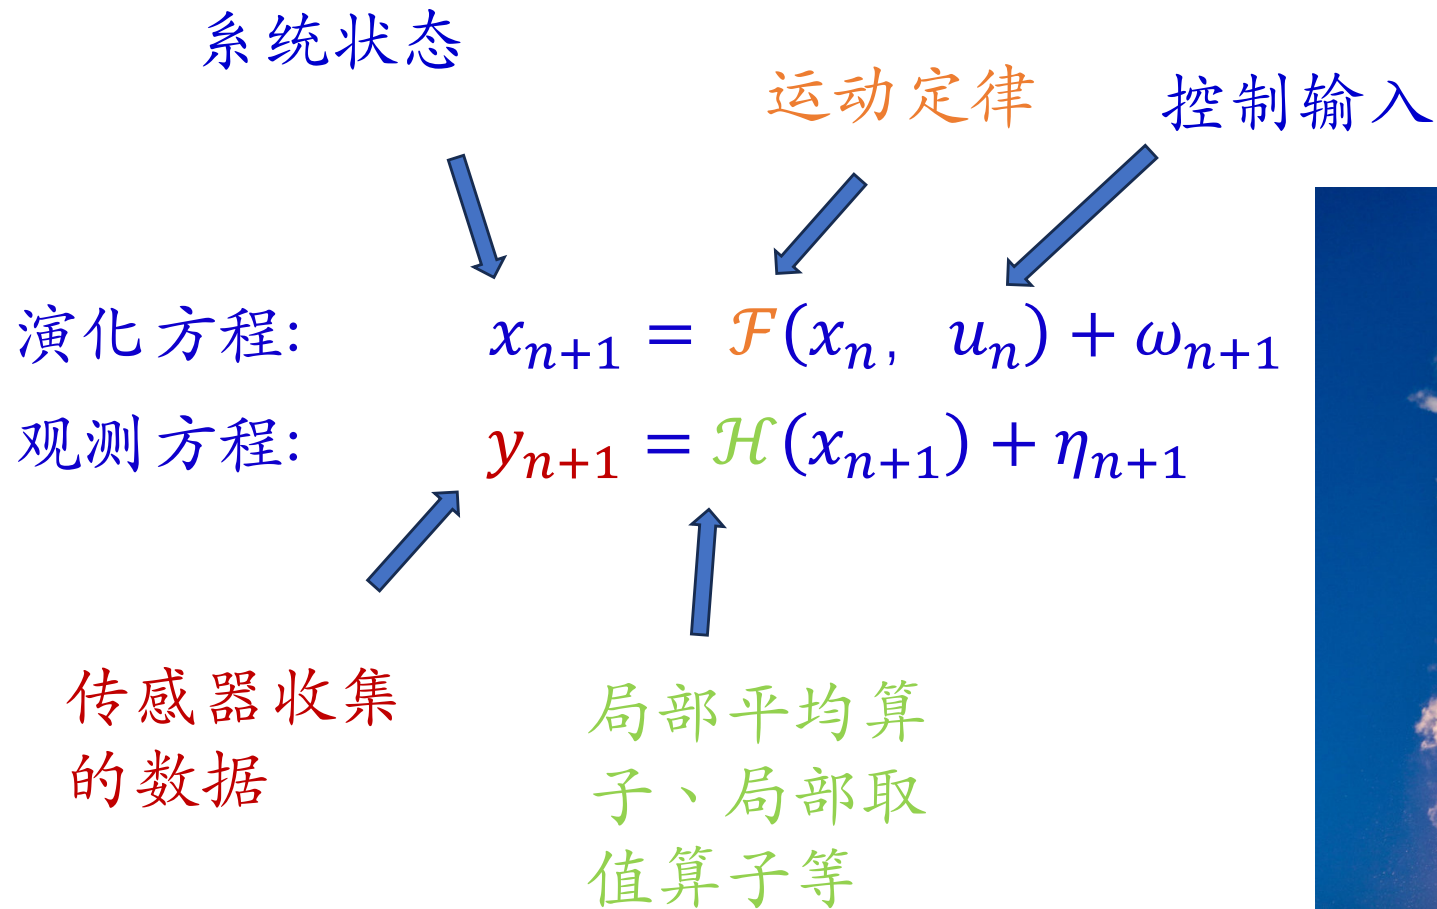 系统状态
运动定律
控制输入
演化方程: x_{n+1} = ℱ(x_n, u_n) + ω_{n+1}
观测方程: y_{n+1} = ℋ(x_{n+1}) + η_{n+1}
传感器收集
的数据
局部平均算
子、局部取
值算子等